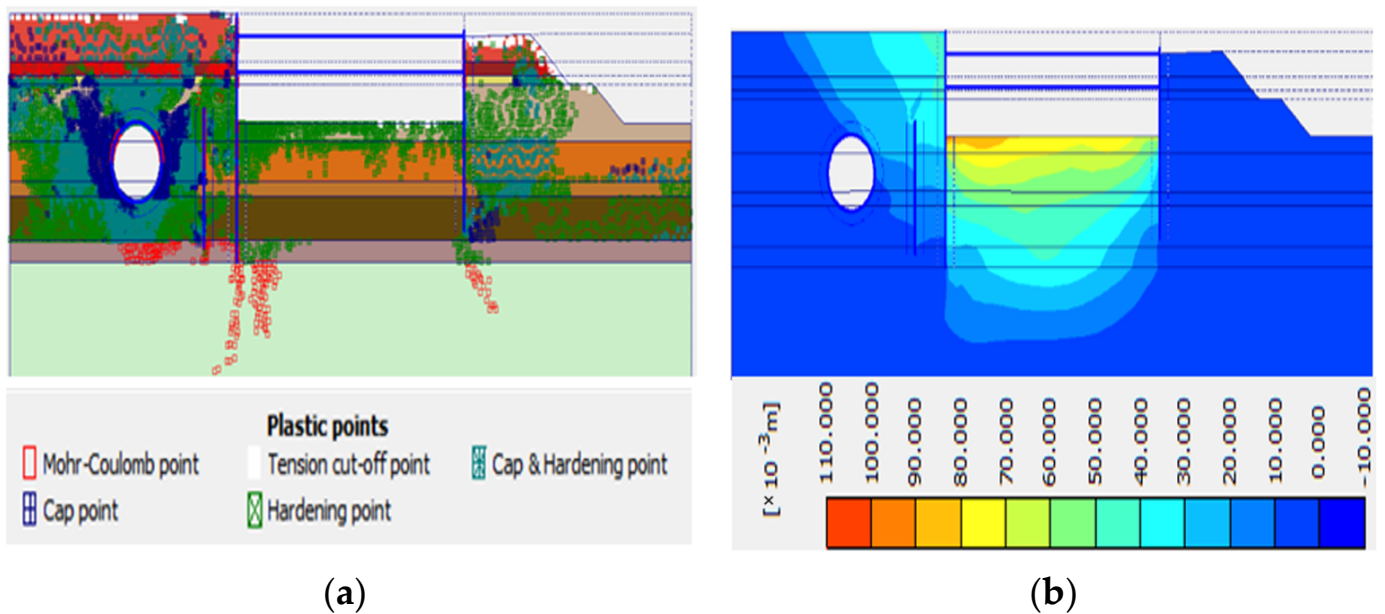 Plastic points
Mohr-Coulomb point
Tension cut-off point
Cap & Hardening point
Cap point
Hardening point
[×10⁻³m]
110.000
100.000
90.000
80.000
70.000
60.000
50.000
40.000
30.000
20.000
10.000
0.000
-10.000
(a)
(b)